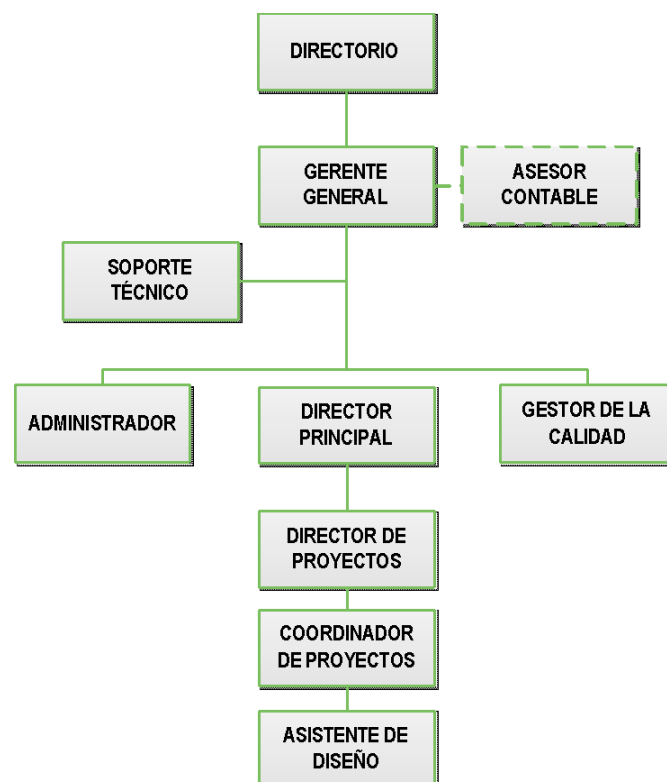 DIRECTORIO
GERENTE
GENERAL
ASESOR
CONTABLE
SOPORTE
TÉCNICO
ADMINISTRADOR
DIRECTOR
PRINCIPAL
GESTOR DE LA
CALIDAD
DIRECTOR DE
PROYECTOS
COORDINADOR
DE PROYECTOS
ASISTENTE DE
DISEÑO